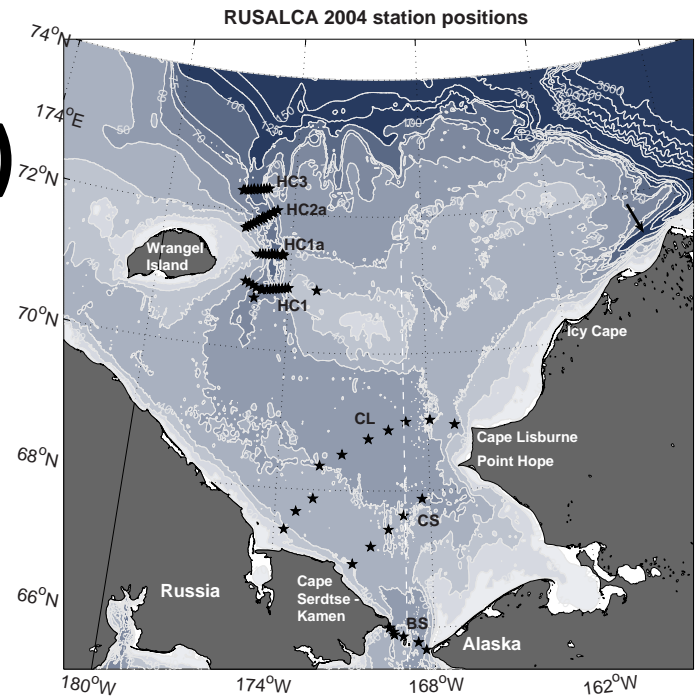 RUSALCA 2004 station positions
74°N
174°E
)
72°N
HC3
HC2a
Wrangel
Island
HC1a
HC1
70°N
Icy Cape
CL
Cape Lisburne
Point Hope
68°N
CS
Russia
Cape
Serdtse -
Kamen
66°N
BS
Alaska
180°W
174°W
168°W
162°W